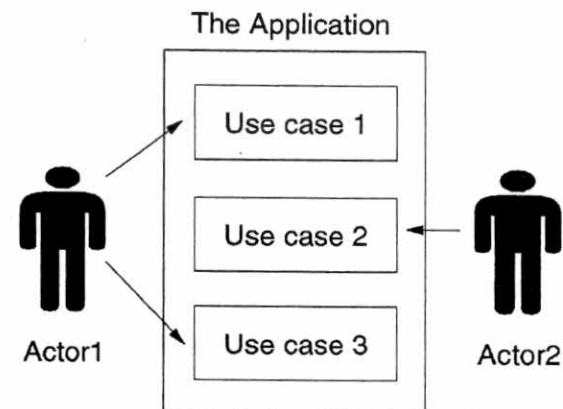 The Application
Use case 1
Use case 2
Use case 3
Actor1
Actor2